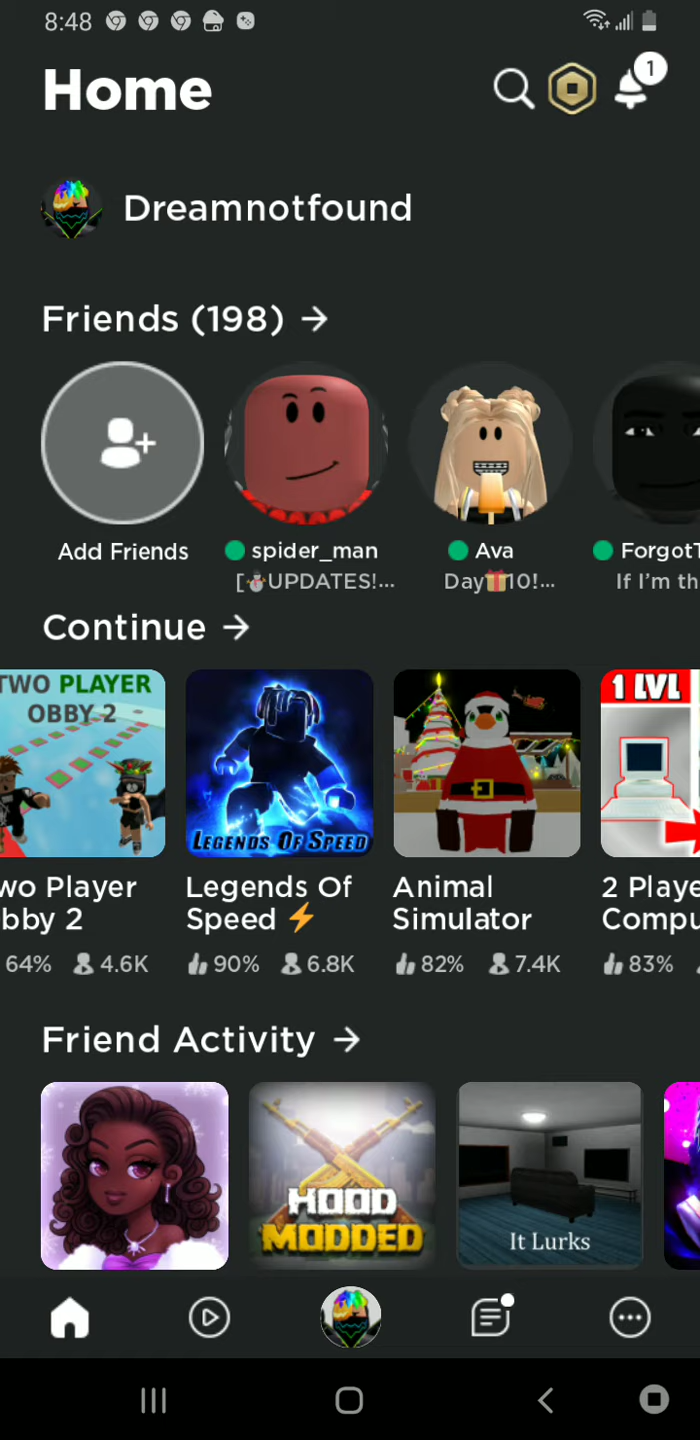 8:48
Home
1
Dreamnotfound
Friends (198) →
Add Friends
spider_man
Ava
ForgotT
[⛄UPDATES!...
Day🎁10!...
If I'm th
Continue →
TWO PLAYER
OBBY 2
LEGENDS OF SPEED
1 LVL
wo Player
bby 2
Legends Of
Speed ⚡
Animal
Simulator
2 Playe
Compu
64% 4.6K
90% 6.8K
82% 7.4K
83%
Friend Activity →
HOOD
MODDED
It Lurks